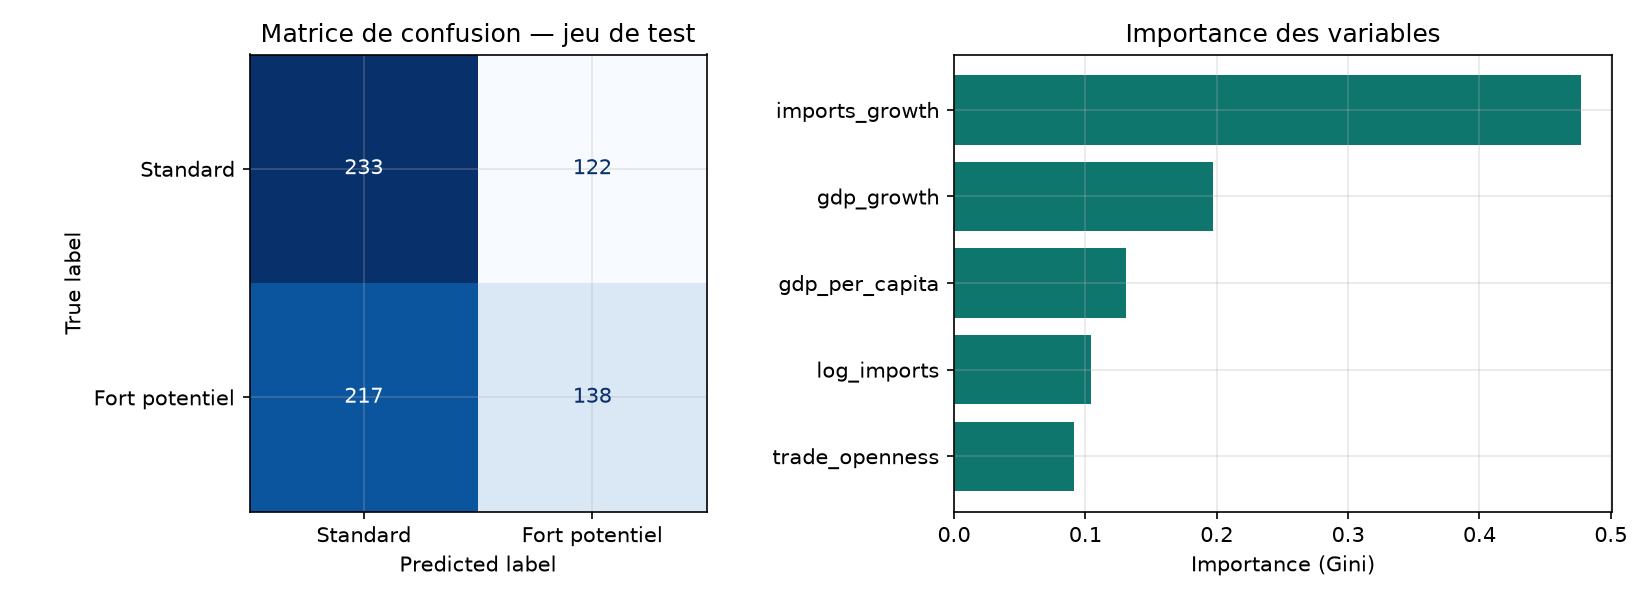 Matrice de confusion — jeu de test
True label
Standard
Fort potentiel
233
122
217
138
Standard
Fort potentiel
Predicted label
Importance des variables
imports_growth
gdp_growth
gdp_per_capita
log_imports
trade_openness
0.0
0.1
0.2
0.3
0.4
0.5
Importance (Gini)